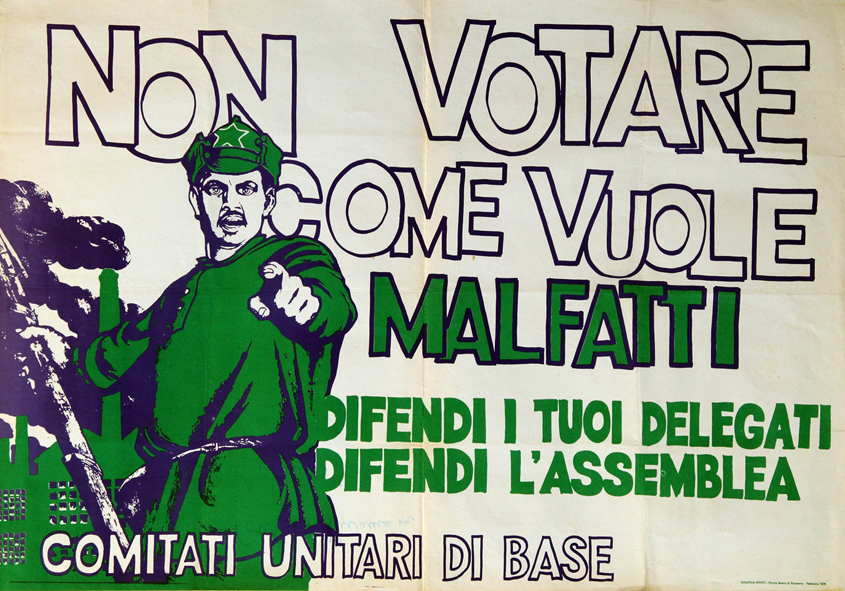 NON VOTARE
COME VUOLE
MALFATTI
DIFENDI I TUOI DELEGATI
DIFENDI L'ASSEMBLEA
COMITATI UNITARI DI BASE